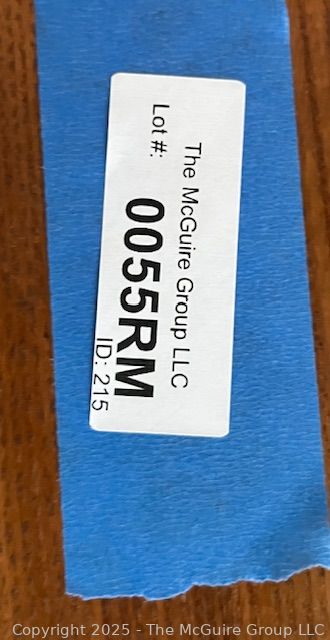 The McGuire Group LLC
Lot #:
0055RM
ID: 215
Copyright 2025 - The McGuire Group LLC